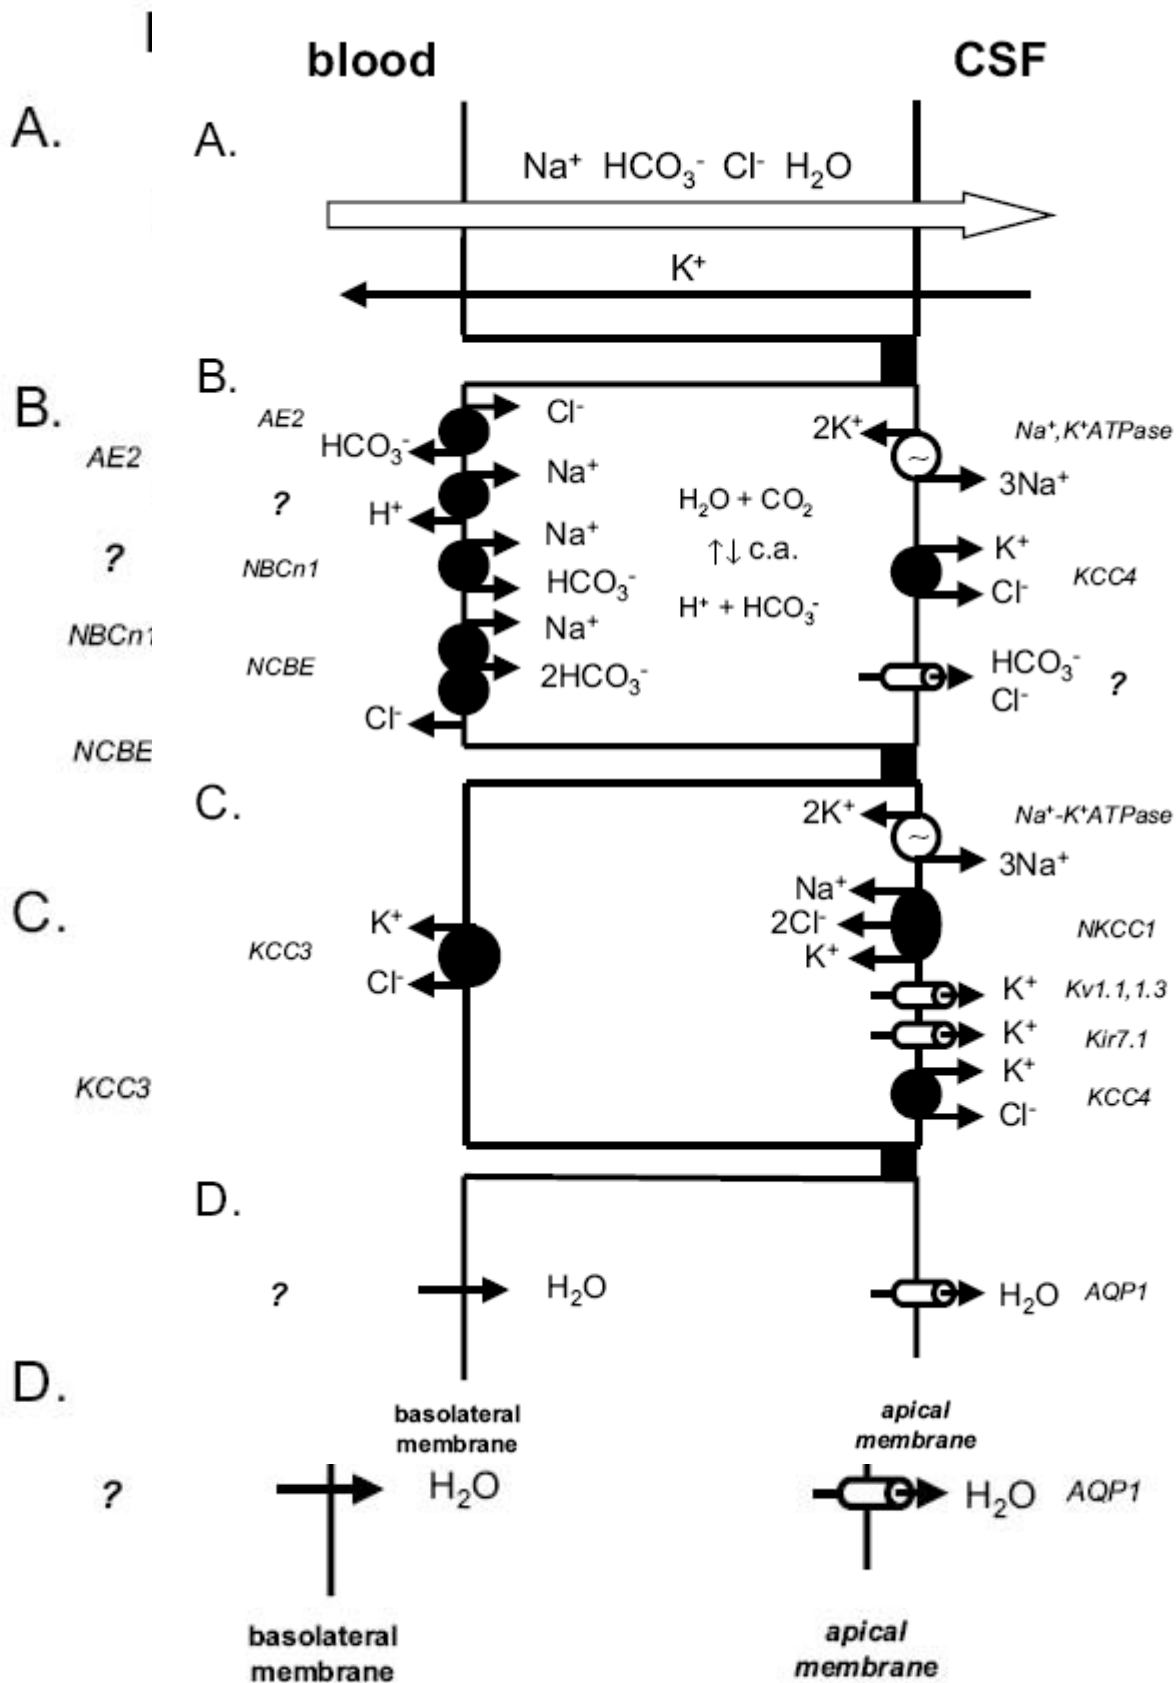 blood CSF
A.
A.
Na⁺ HCO₃⁻ Cl⁻ H₂O
K⁺
B.
B.
AE2
AE2
Cl⁻
HCO₃⁻
?
?
Na⁺
H⁺
NBCn1
NBCn1
Na⁺
HCO₃⁻
NCBE
NCBE
Na⁺
2HCO₃⁻
Cl⁻
H₂O + CO₂
↑↓ c.a.
H⁺ + HCO₃⁻
2K⁺
Na⁺,K⁺ATPase
3Na⁺
K⁺
KCC4
Cl⁻
HCO₃⁻
Cl⁻
?
C.
C.
KCC3
KCC3
K⁺
Cl⁻
2K⁺
Na⁺-K⁺ATPase
3Na⁺
Na⁺
2Cl⁻
K⁺
NKCC1
K⁺ Kv1.1,1.3
K⁺ Kir7.1
K⁺
KCC4
Cl⁻
D.
? H₂O H₂O AQP1
basolateral
membrane
apical
membrane
D.
? H₂O H₂O AQP1
basolateral
membrane
apical
membrane